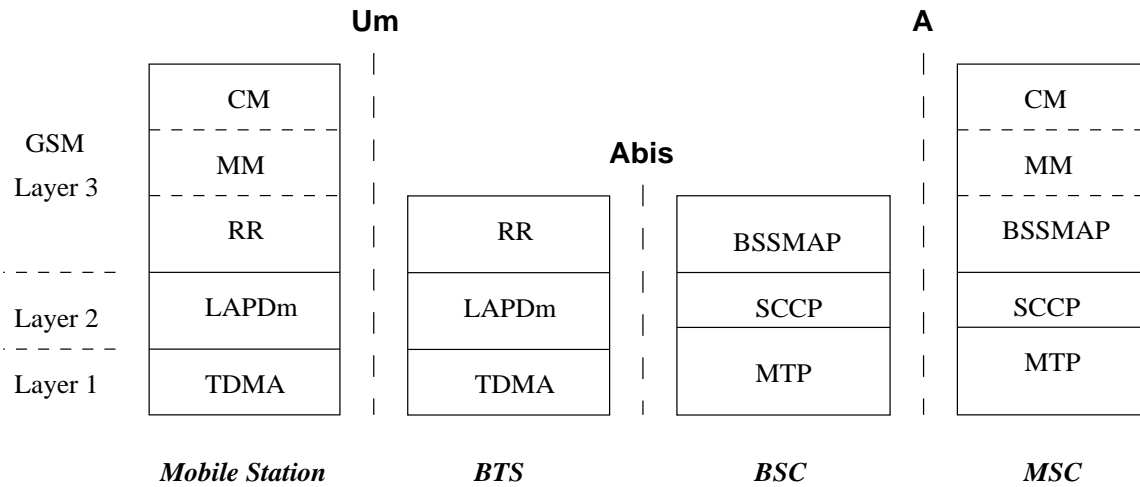 Um
A
CM
CM
GSM
Abis
MM
MM
Layer 3
RR
RR
BSSMAP
BSSMAP
Layer 2
LAPDm
LAPDm
SCCP
SCCP
Layer 1
TDMA
TDMA
MTP
MTP
Mobile Station
BTS
BSC
MSC